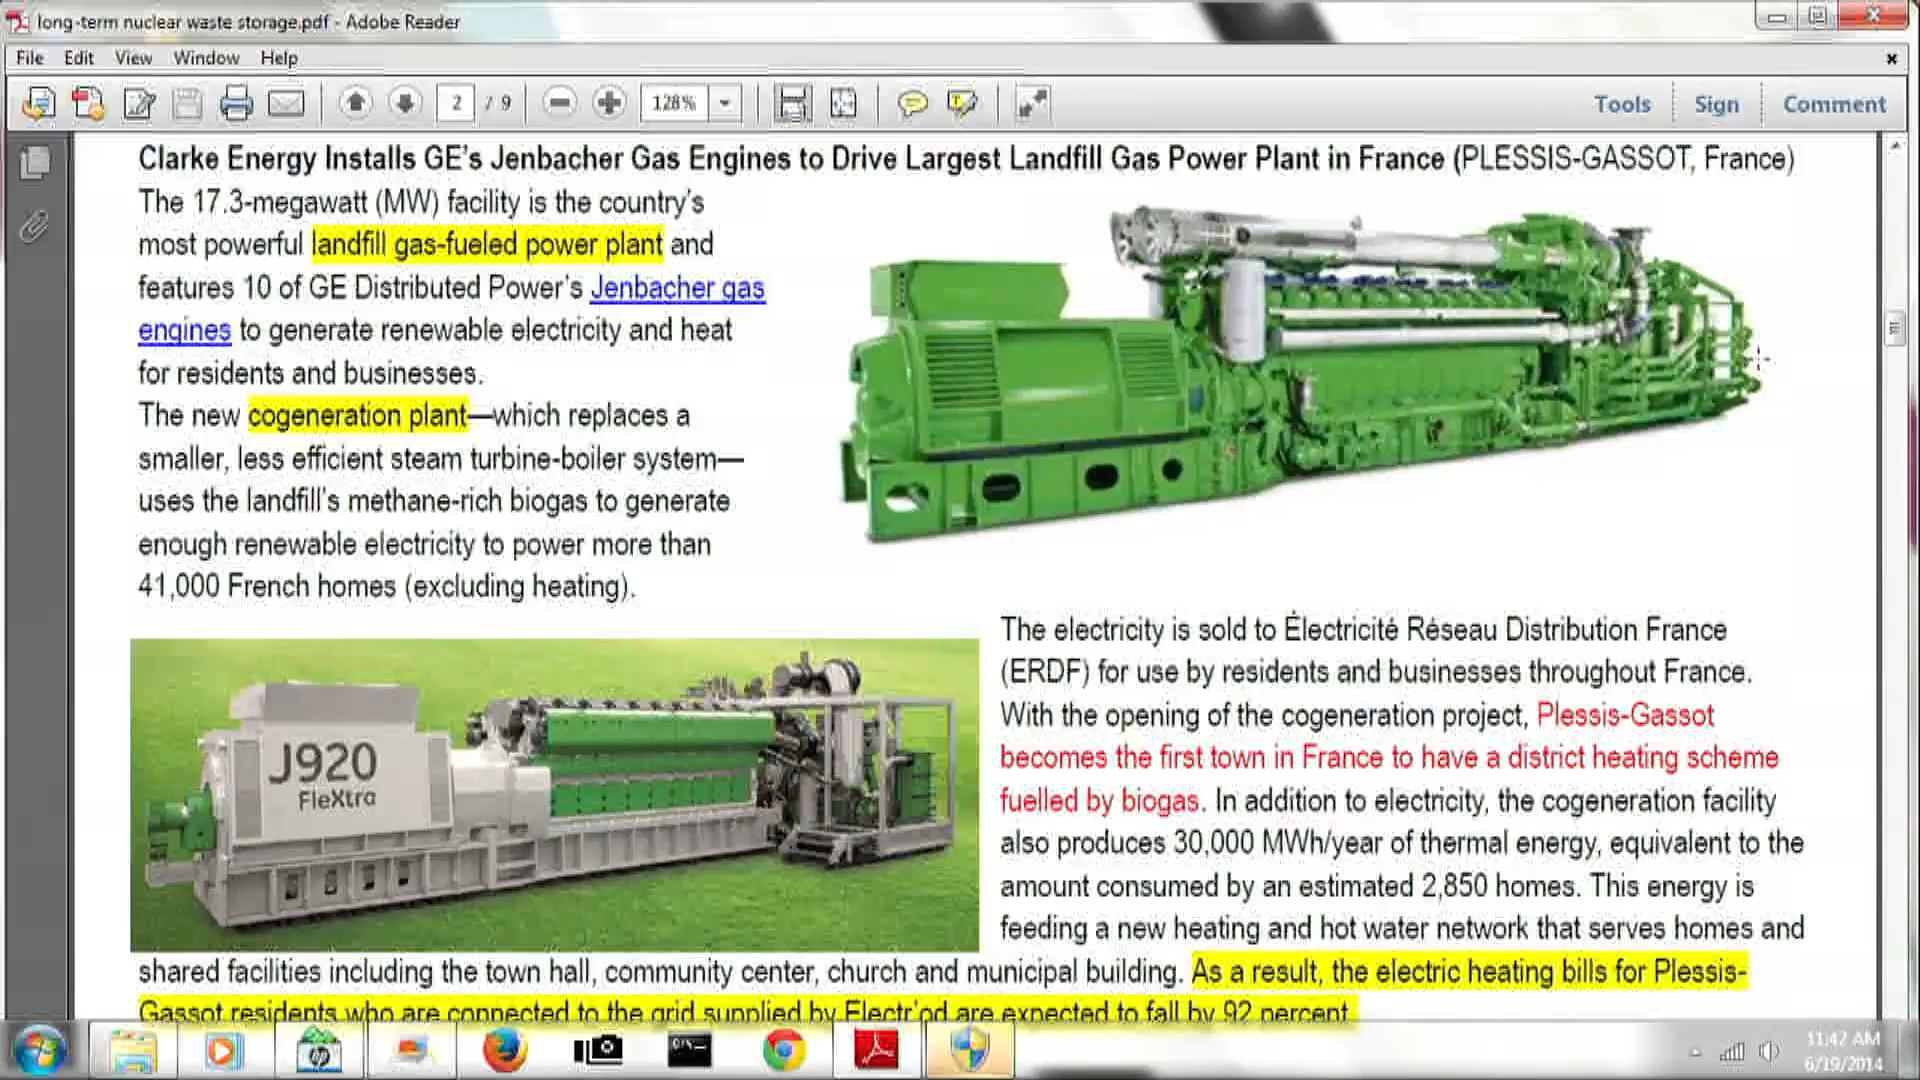 long-term nuclear waste storage.pdf - Adobe Reader
File Edit View Window Help
2 / 9 128% Tools Sign Comment
Clarke Energy Installs GE's Jenbacher Gas Engines to Drive Largest Landfill Gas Power Plant in France (PLESSIS-GASSOT, France)
The 17.3-megawatt (MW) facility is the country's
most powerful landfill gas-fueled power plant and
features 10 of GE Distributed Power's Jenbacher gas
engines to generate renewable electricity and heat
for residents and businesses.
The new cogeneration plant—which replaces a
smaller, less efficient steam turbine-boiler system—
uses the landfill's methane-rich biogas to generate
enough renewable electricity to power more than
41,000 French homes (excluding heating).
J920
FleXtra
The electricity is sold to Électricité Réseau Distribution France
(ERDF) for use by residents and businesses throughout France.
With the opening of the cogeneration project, Plessis-Gassot
becomes the first town in France to have a district heating scheme
fuelled by biogas. In addition to electricity, the cogeneration facility
also produces 30,000 MWh/year of thermal energy, equivalent to the
amount consumed by an estimated 2,850 homes. This energy is
feeding a new heating and hot water network that serves homes and
shared facilities including the town hall, community center, church and municipal building. As a result, the electric heating bills for Plessis-
Gassot residents who are connected to the grid supplied by Electr'od are expected to fall by 92 percent.
11:47 AM
6/19/2014